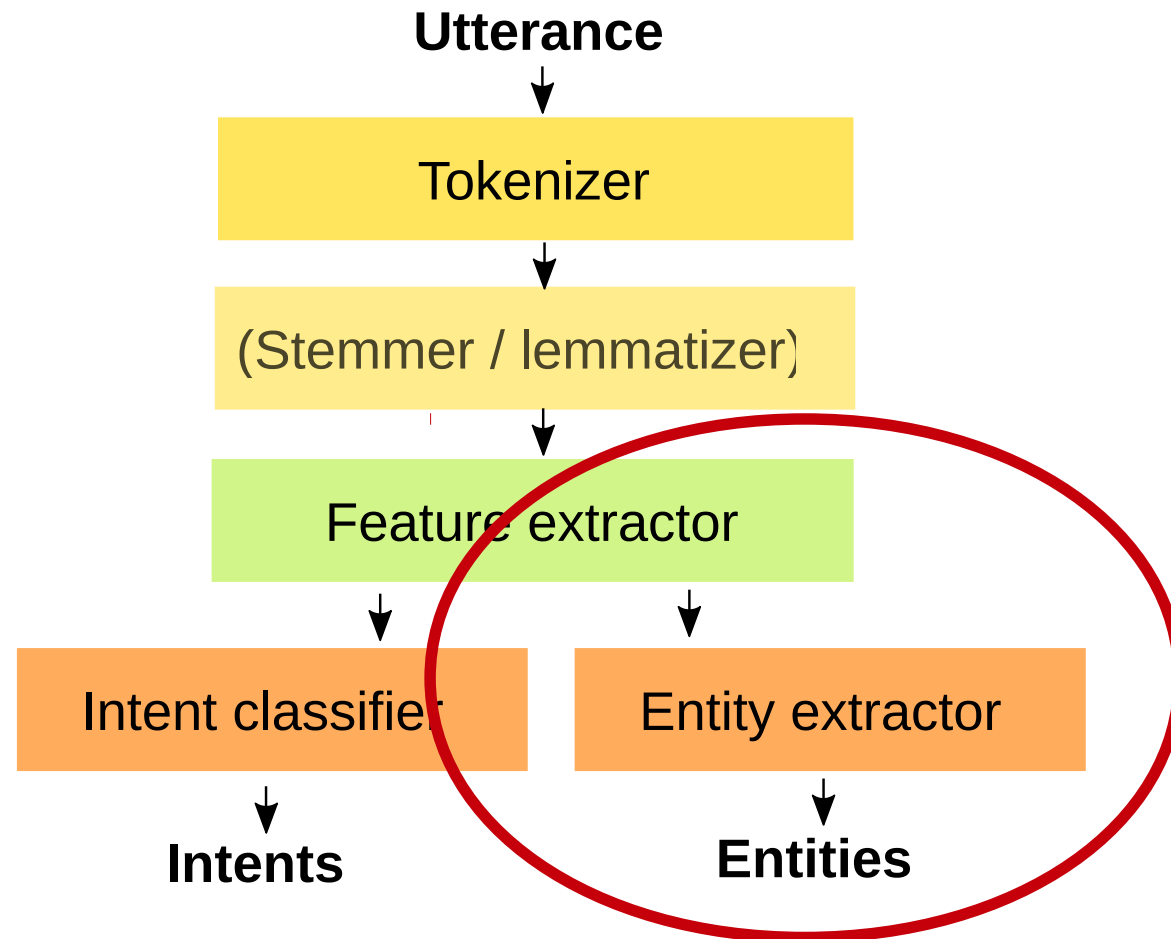 Utterance
Tokenizer
(Stemmer / lemmatizer)
Feature extractor
Intent classifier
Entity extractor
Intents
Entities